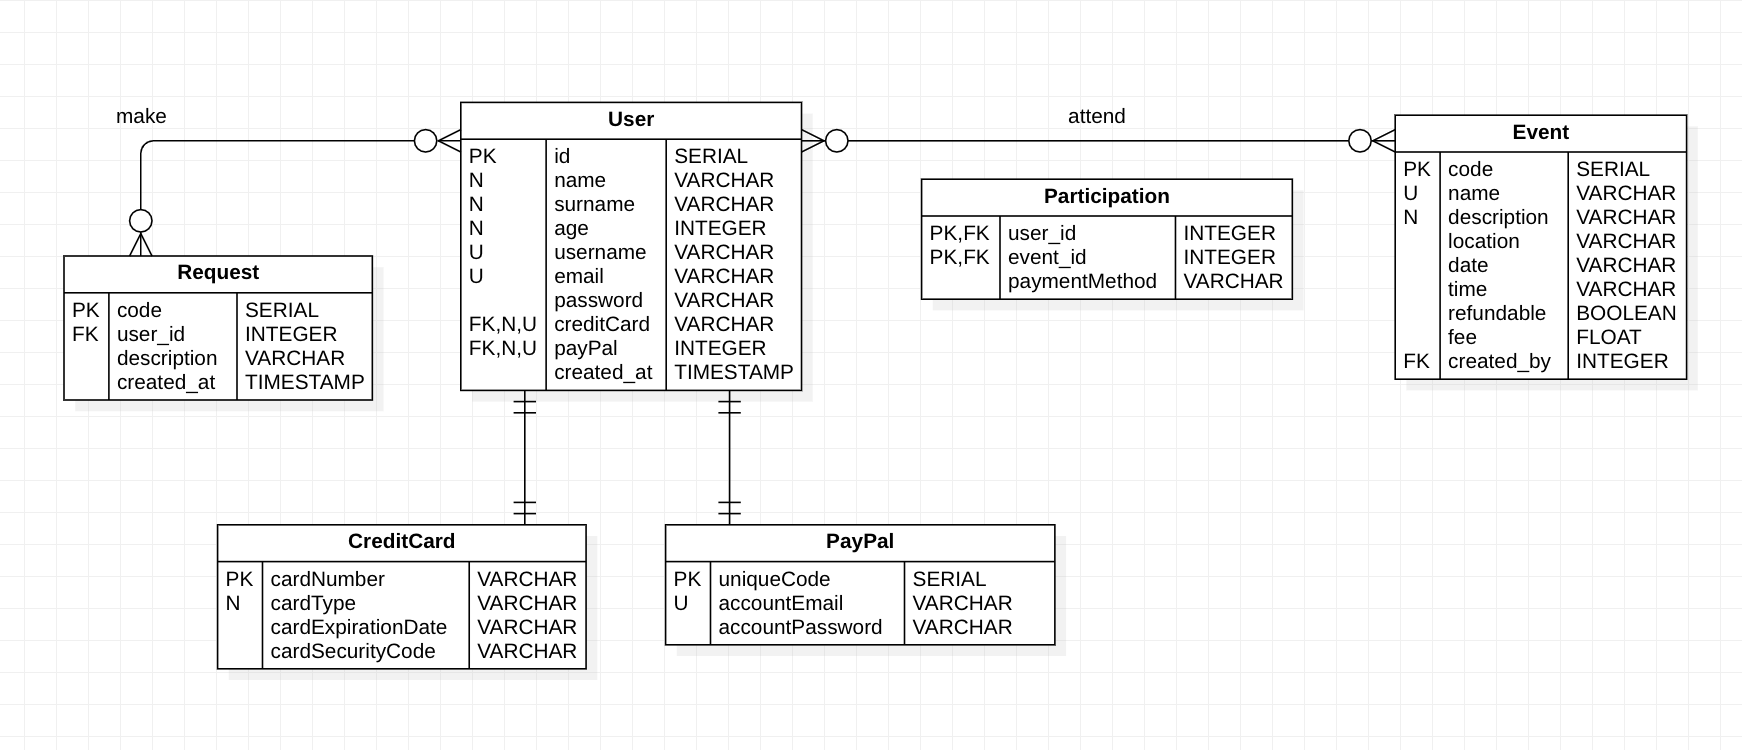 make
attend
User
PK id SERIAL
N name VARCHAR
N surname VARCHAR
N age INTEGER
U username VARCHAR
U email VARCHAR
password VARCHAR
FK,N,U creditCard VARCHAR
FK,N,U payPal INTEGER
created_at TIMESTAMP
Event
PK code SERIAL
U name VARCHAR
N description VARCHAR
location VARCHAR
date VARCHAR
time VARCHAR
refundable BOOLEAN
fee FLOAT
FK created_by INTEGER
Participation
PK,FK user_id INTEGER
PK,FK event_id INTEGER
paymentMethod VARCHAR
Request
PK code SERIAL
FK user_id INTEGER
description VARCHAR
created_at TIMESTAMP
CreditCard
PK cardNumber VARCHAR
N cardType VARCHAR
cardExpirationDate VARCHAR
cardSecurityCode VARCHAR
PayPal
PK uniqueCode SERIAL
U accountEmail VARCHAR
accountPassword VARCHAR